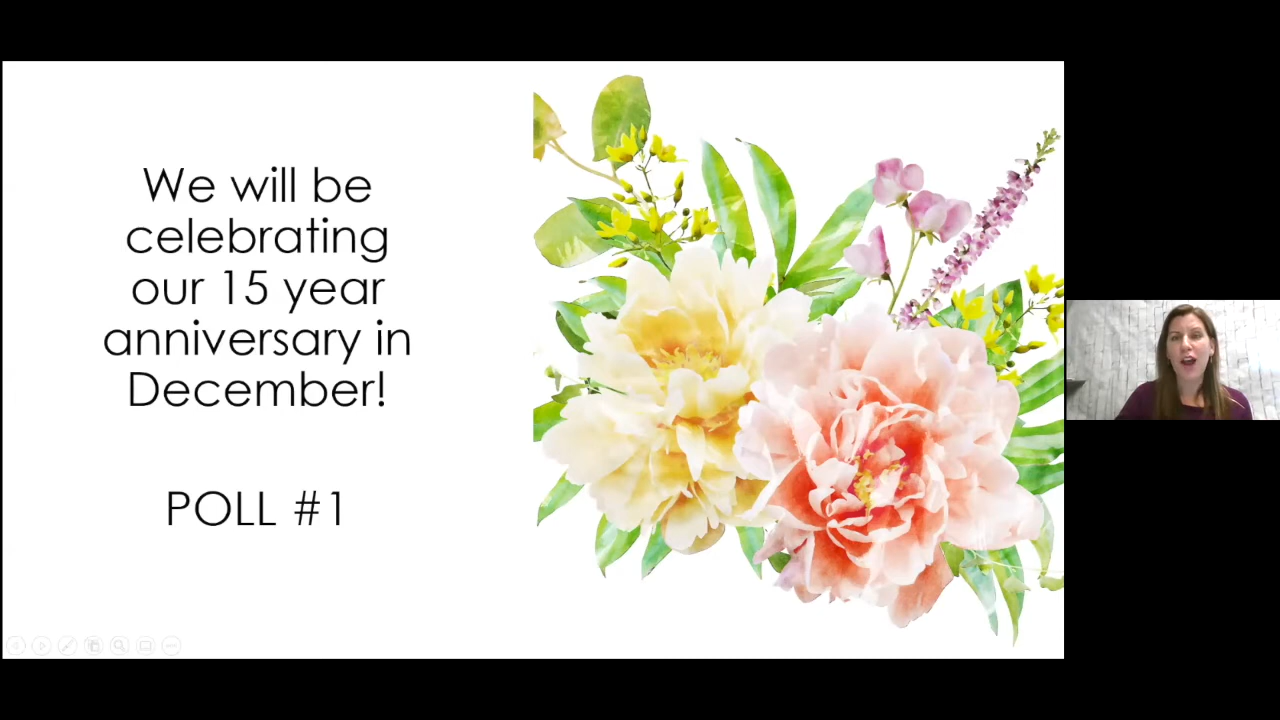 We will be
celebrating
our 15 year
anniversary in
December!
POLL #1